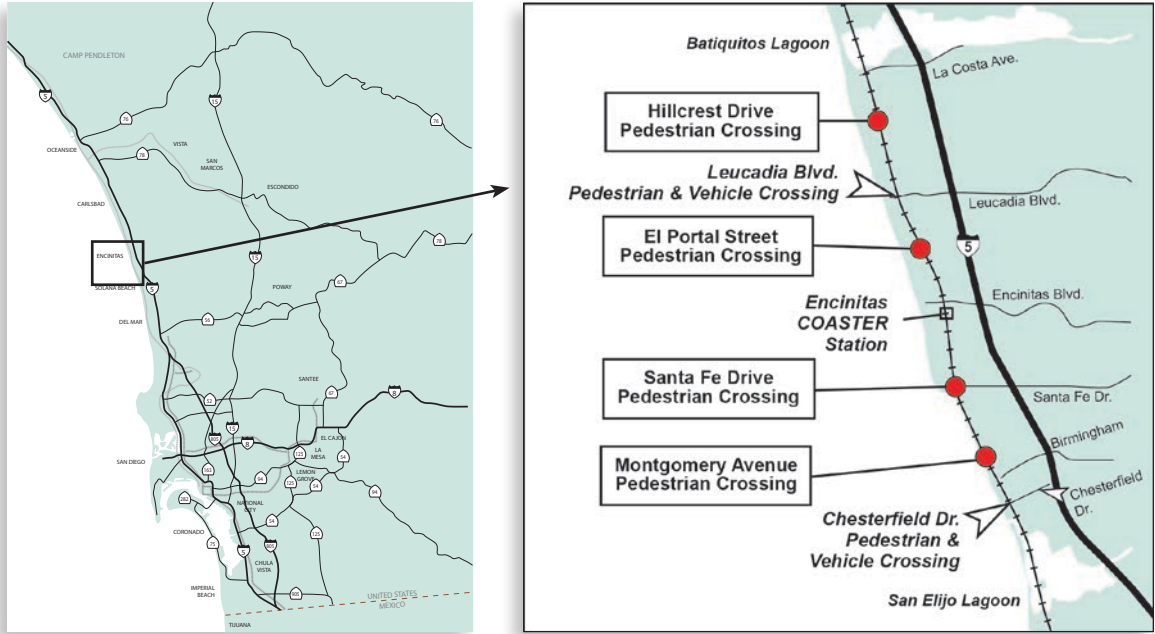 CAMP PENDLETON
5
15
76
76
OCEANSIDE
VISTA
78
SAN
MARCOS
ESCONDIDO
CARLSBAD
78
ENCINITAS
15
5
SOLANA BEACH
POWAY
67
DEL MAR
56
SANTEE
67
8
52
15
805
8
EL CAJON
LA
MESA
125
54
SAN DIEGO
163
94
LEMON
GROVE
125
54
94
282
NATIONAL
CITY
54
CORONADO
75
125
805
5
CHULA
VISTA
IMPERIAL
BEACH
905
UNITED STATES
MEXICO
TIJUANA
Batiquitos Lagoon
La Costa Ave.
Hillcrest Drive
Pedestrian Crossing
Leucadia Blvd.
Pedestrian & Vehicle Crossing
Leucadia Blvd.
El Portal Street
Pedestrian Crossing
5
Encinitas Blvd.
Encinitas
COASTER
Station
Santa Fe Drive
Pedestrian Crossing
Santa Fe Dr.
Birmingham
Montgomery Avenue
Pedestrian Crossing
Chesterfield
Dr.
Chesterfield Dr.
Pedestrian &
Vehicle Crossing
San Elijo Lagoon